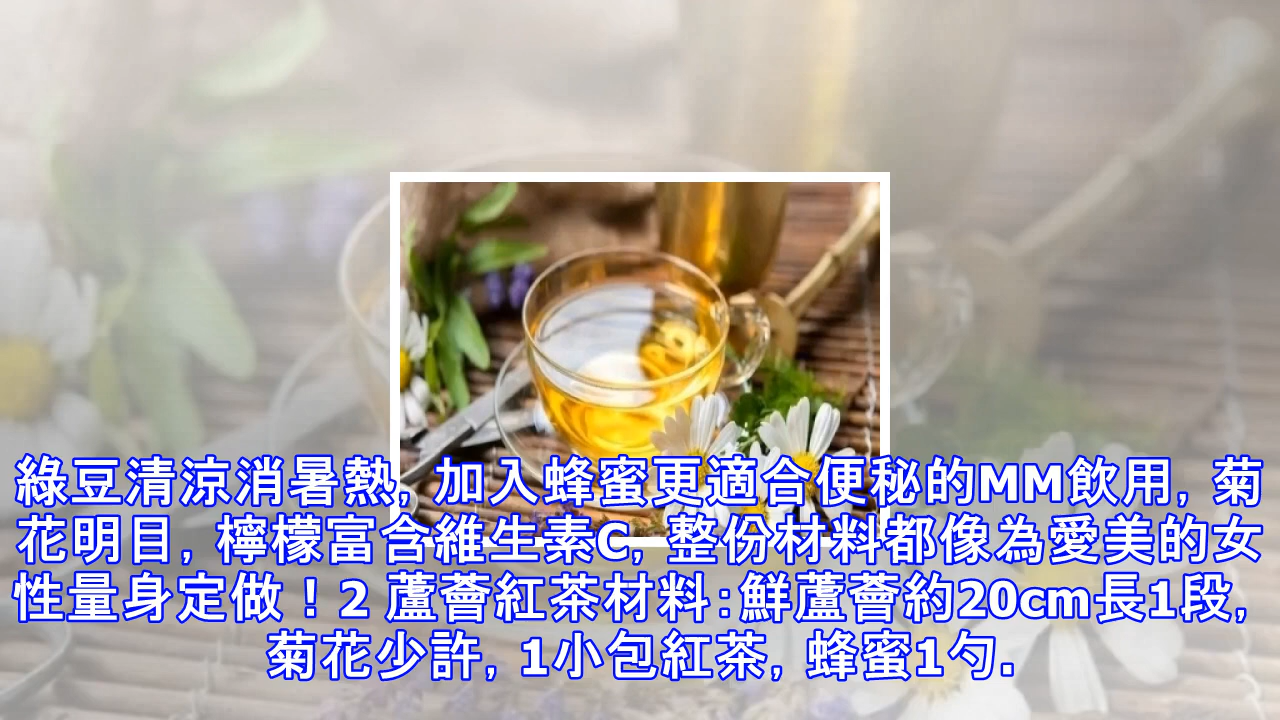 綠豆清涼消暑熱, 加入蜂蜜更適合便秘的MM飲用, 菊
花明目, 檸檬富含維生素C, 整份材料都像為愛美的女
性量身定做！2 蘆薈紅茶材料:鮮蘆薈約20cm長1段,
菊花少許, 1小包紅茶, 蜂蜜1勺.